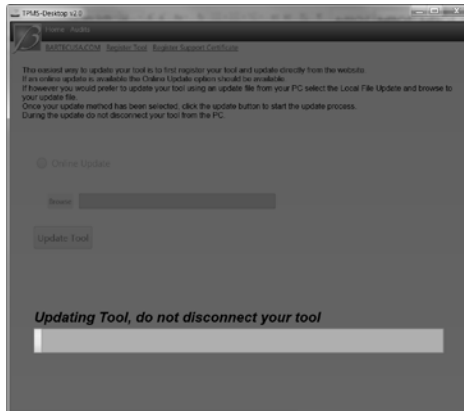 TPMS-Desktop v2.0
Home Audits
BARTECUSA.COM Register Tool Register Support Certificate
The easiest way to update your tool is to first register your tool and update directly from the website.
If an online update is available the Online Update option should be available.
If however you would prefer to update your tool using an update file from your PC select the Local File Update and browse to
your update file.
Once your update method has been selected, click the update button to start the update process.
During the update do not disconnect your tool from the PC.
Online Update
Browse
Update Tool
Updating Tool, do not disconnect your tool